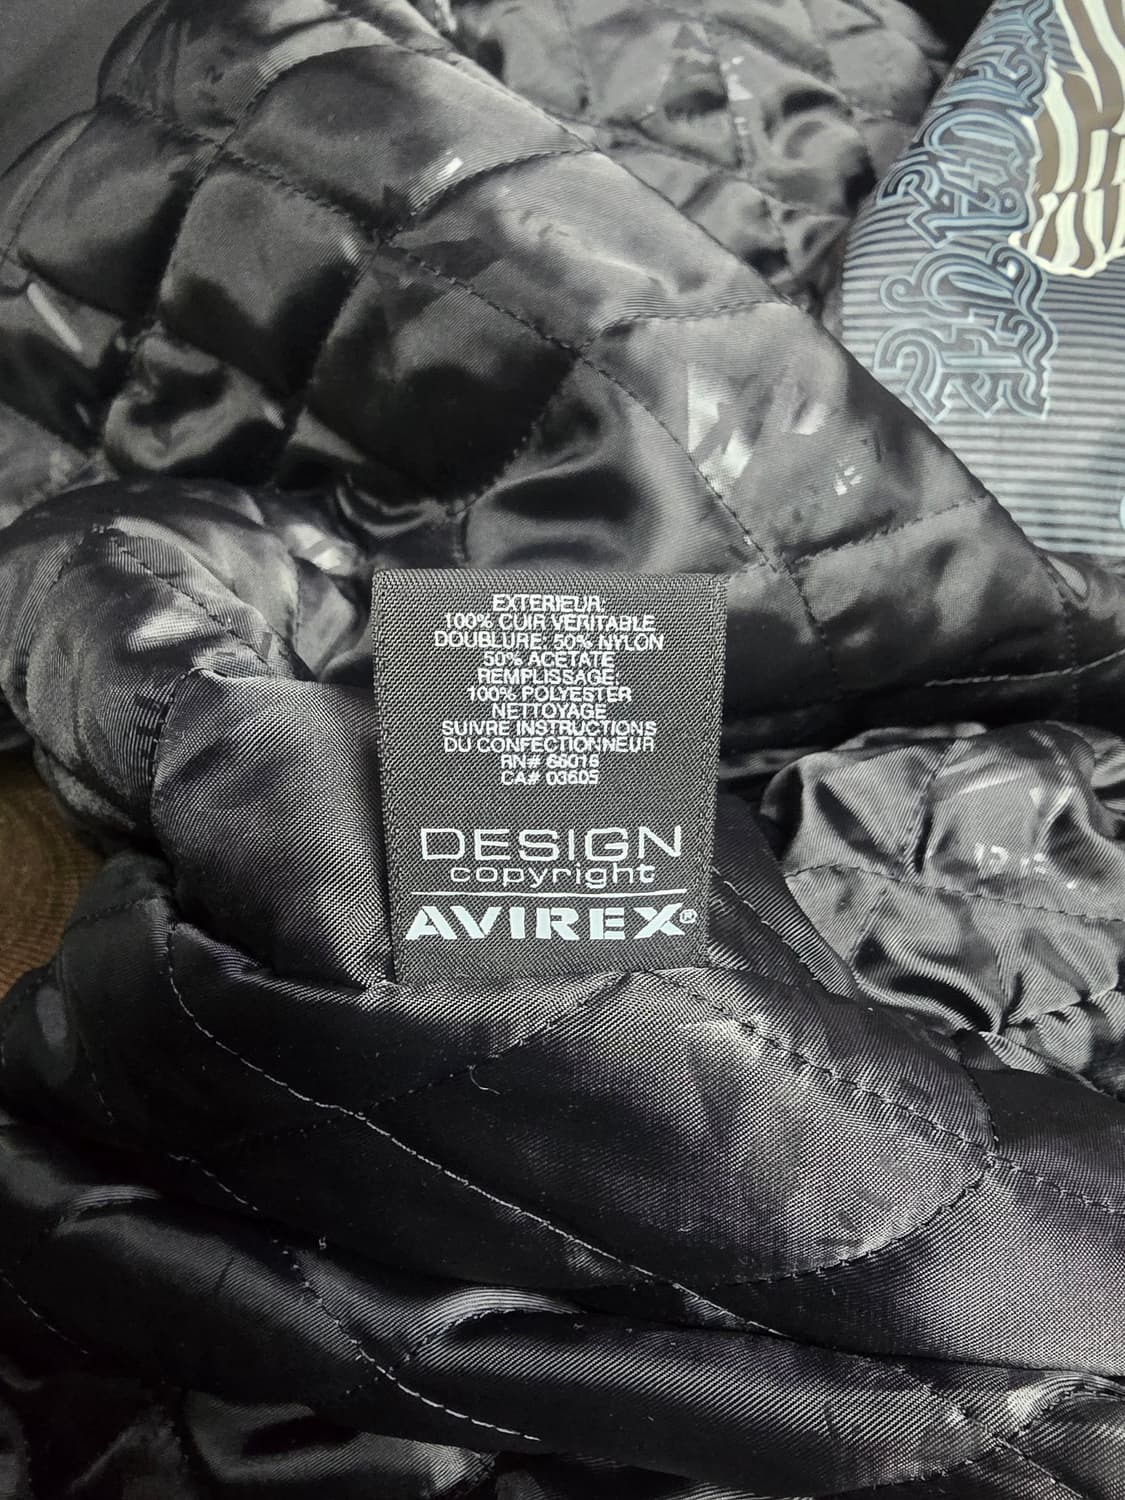 EXTERIEUR:
100% CUIR VERITABLE
DOUBLURE: 50% NYLON
50% ACETATE
REMPLISSAGE:
100% POLYESTER
NETTOYAGE
SUIVRE INSTRUCTIONS
DU CONFECTIONNEUR
RN# 66016
CA# 03605
DESIGN
copyright
AVIREX®